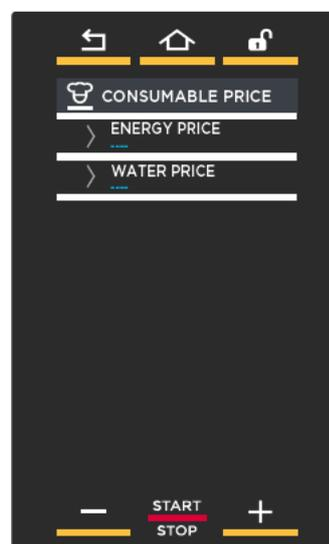 CONSUMABLE PRICE
ENERGY PRICE
----
WATER PRICE
----
START
STOP